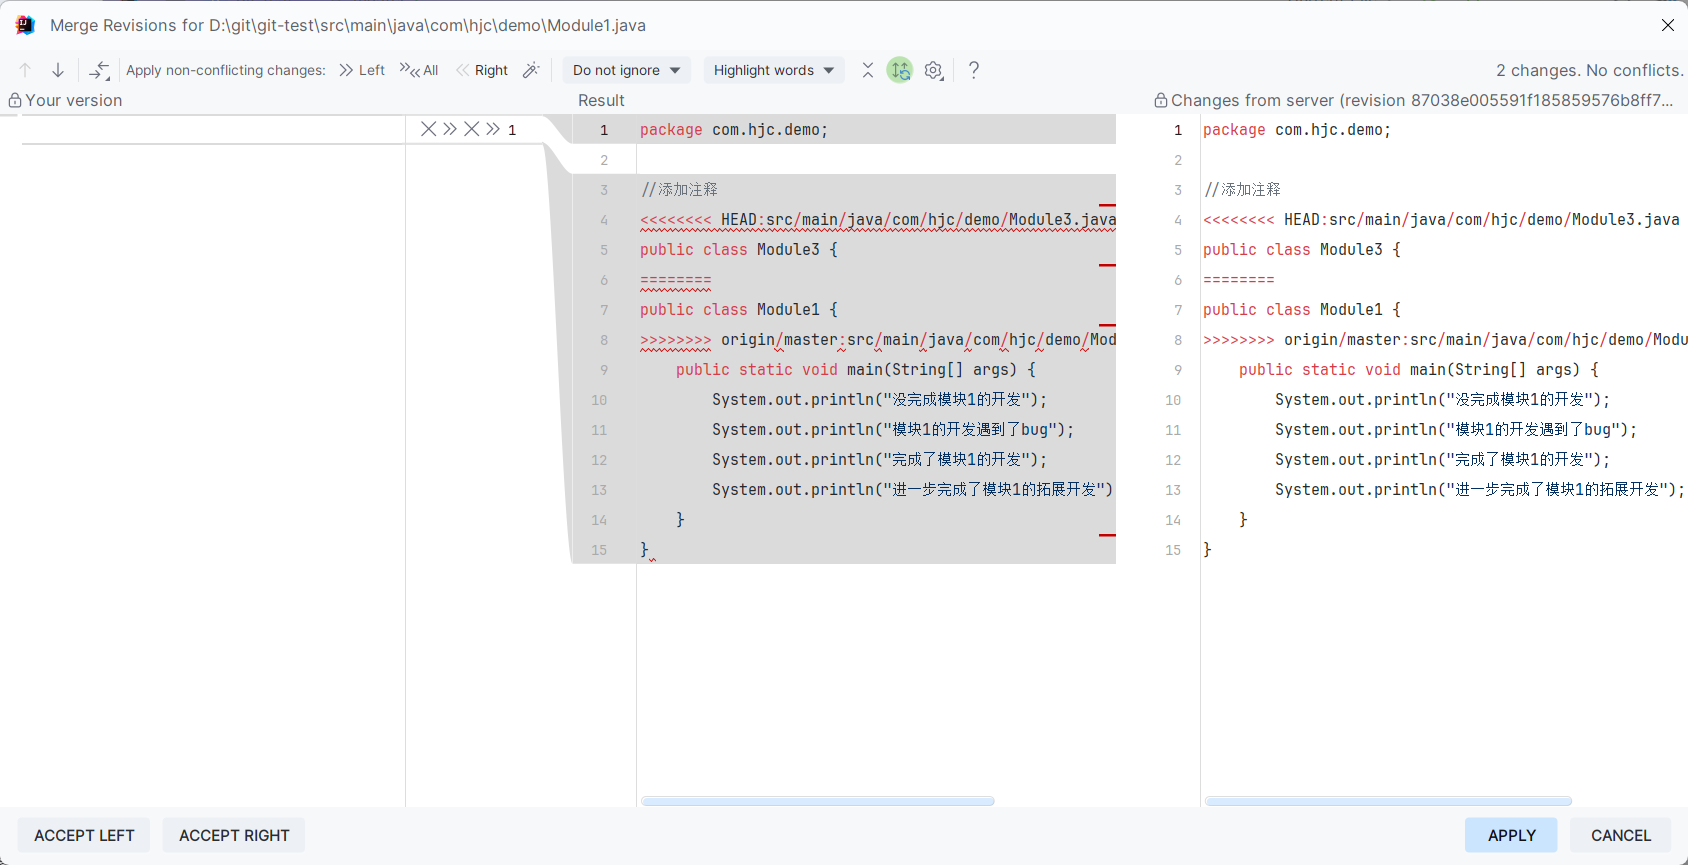 Merge Revisions for D:\git\git-test\src\main\java\com\hjc\demo\Module1.java
Apply non-conflicting changes: Left All Right Do not ignore Highlight words ? 2 changes. No conflicts.
Your version
Result
Changes from server (revision 87038e005591f185859576b8ff7...
1
1 package com.hjc.demo;
2
3 //添加注释
4 <<<<<<<< HEAD:src/main/java/com/hjc/demo/Module3.java
5 public class Module3 {
6 ========
7 public class Module1 {
8 >>>>>>>> origin/master:src/main/java/com/hjc/demo/Mod
9 public static void main(String[] args) {
10 System.out.println("没完成模块1的开发");
11 System.out.println("模块1的开发遇到了bug");
12 System.out.println("完成了模块1的开发");
13 System.out.println("进一步完成了模块1的拓展开发")
14 }
15 }
1 package com.hjc.demo;
2
3 //添加注释
4 <<<<<<<< HEAD:src/main/java/com/hjc/demo/Module3.java
5 public class Module3 {
6 ========
7 public class Module1 {
8 >>>>>>>> origin/master:src/main/java/com/hjc/demo/Modu
9 public static void main(String[] args) {
10 System.out.println("没完成模块1的开发");
11 System.out.println("模块1的开发遇到了bug");
12 System.out.println("完成了模块1的开发");
13 System.out.println("进一步完成了模块1的拓展开发");
14 }
15 }
ACCEPT LEFT ACCEPT RIGHT APPLY CANCEL